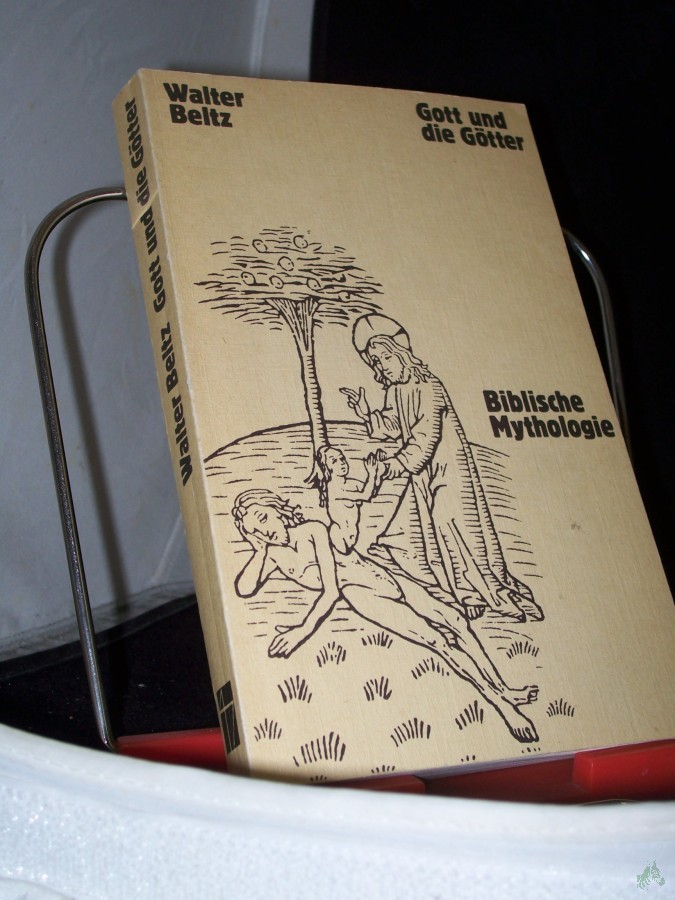 Walter
Beltz
Gott und
die Götter
Biblische
Mythologie
Walter Beltz Gott und die Götter